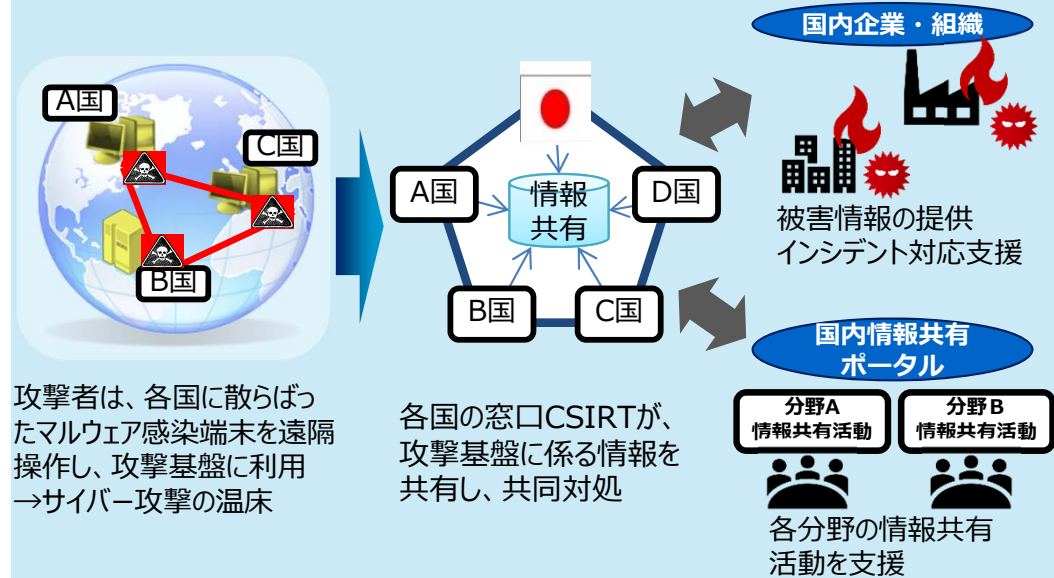 A国
C国
B国
攻撃者は、各国に散らばっ
たマルウェア感染端末を遠隔
操作し、攻撃基盤に利用
→サイバー攻撃の温床
A国
情報
共有
D国
B国
C国
各国の窓口CSIRTが、
攻撃基盤に係る情報を
共有し、共同対処
国内企業・組織
被害情報の提供
インシデント対応支援
国内情報共有
ポータル
分野A
情報共有活動
分野B
情報共有活動
各分野の情報共有
活動を支援